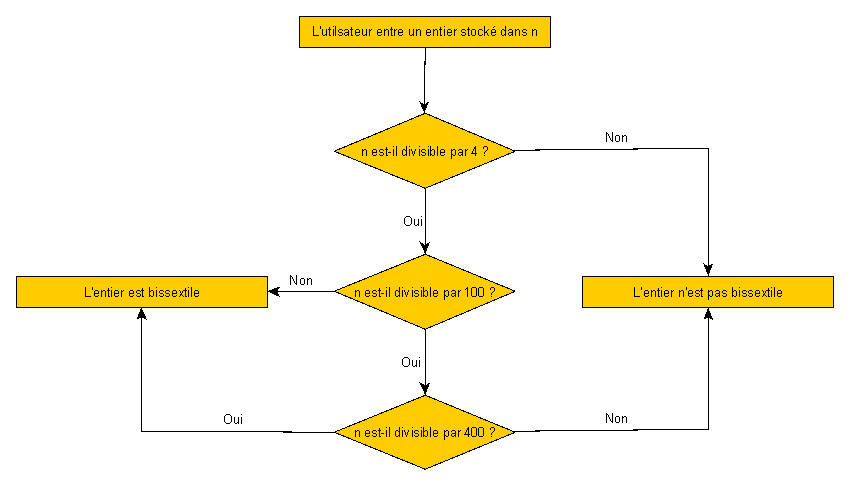 L'utilsateur entre un entier stocké dans n
n est-il divisible par 4 ?
Non
Oui
L'entier est bissextile
Non
n est-il divisible par 100 ?
L'entier n'est pas bissextile
Oui
Oui
n est-il divisible par 400 ?
Non